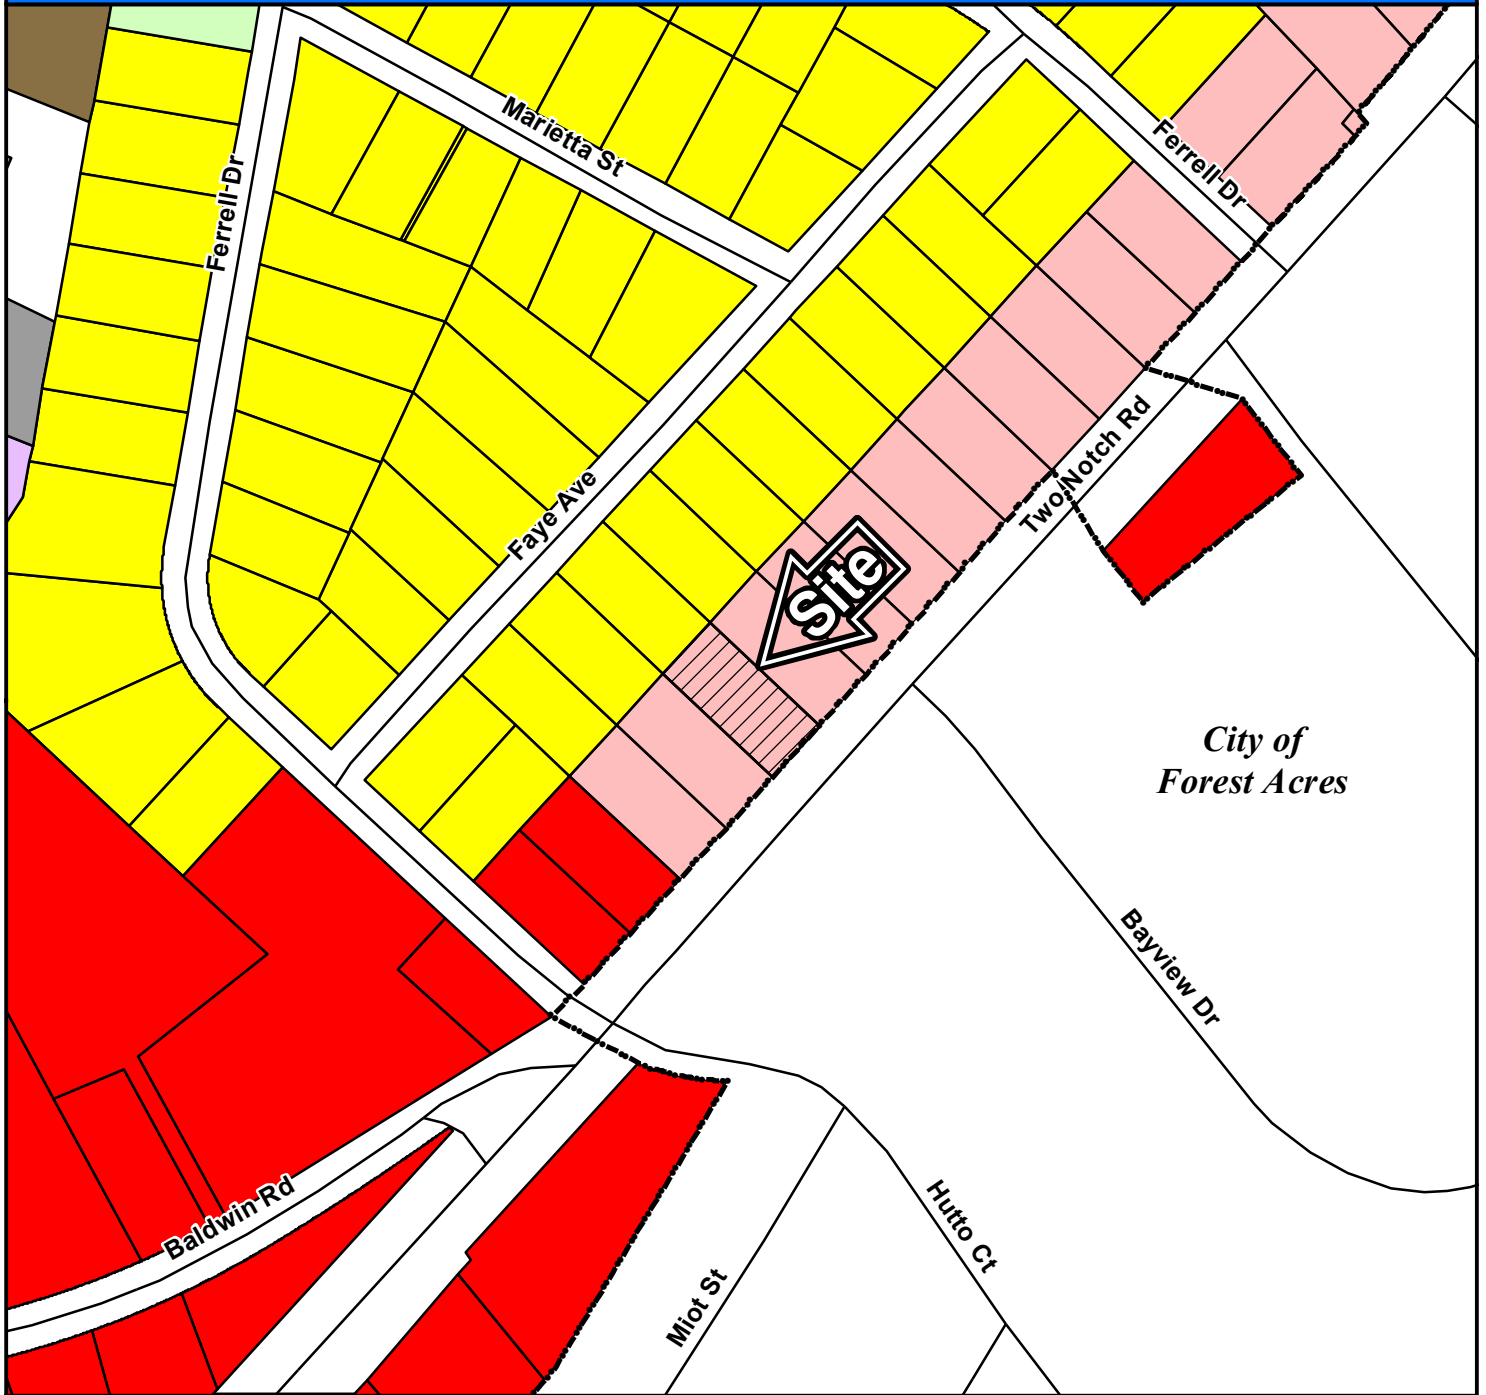 Marietta St
Ferrell Dr
Ferrell Dr
Two Notch Rd
Faye Ave
Site
City of
Forest Acres
Bayview Dr
Baldwin Rd
Hutto Ct
Miot St